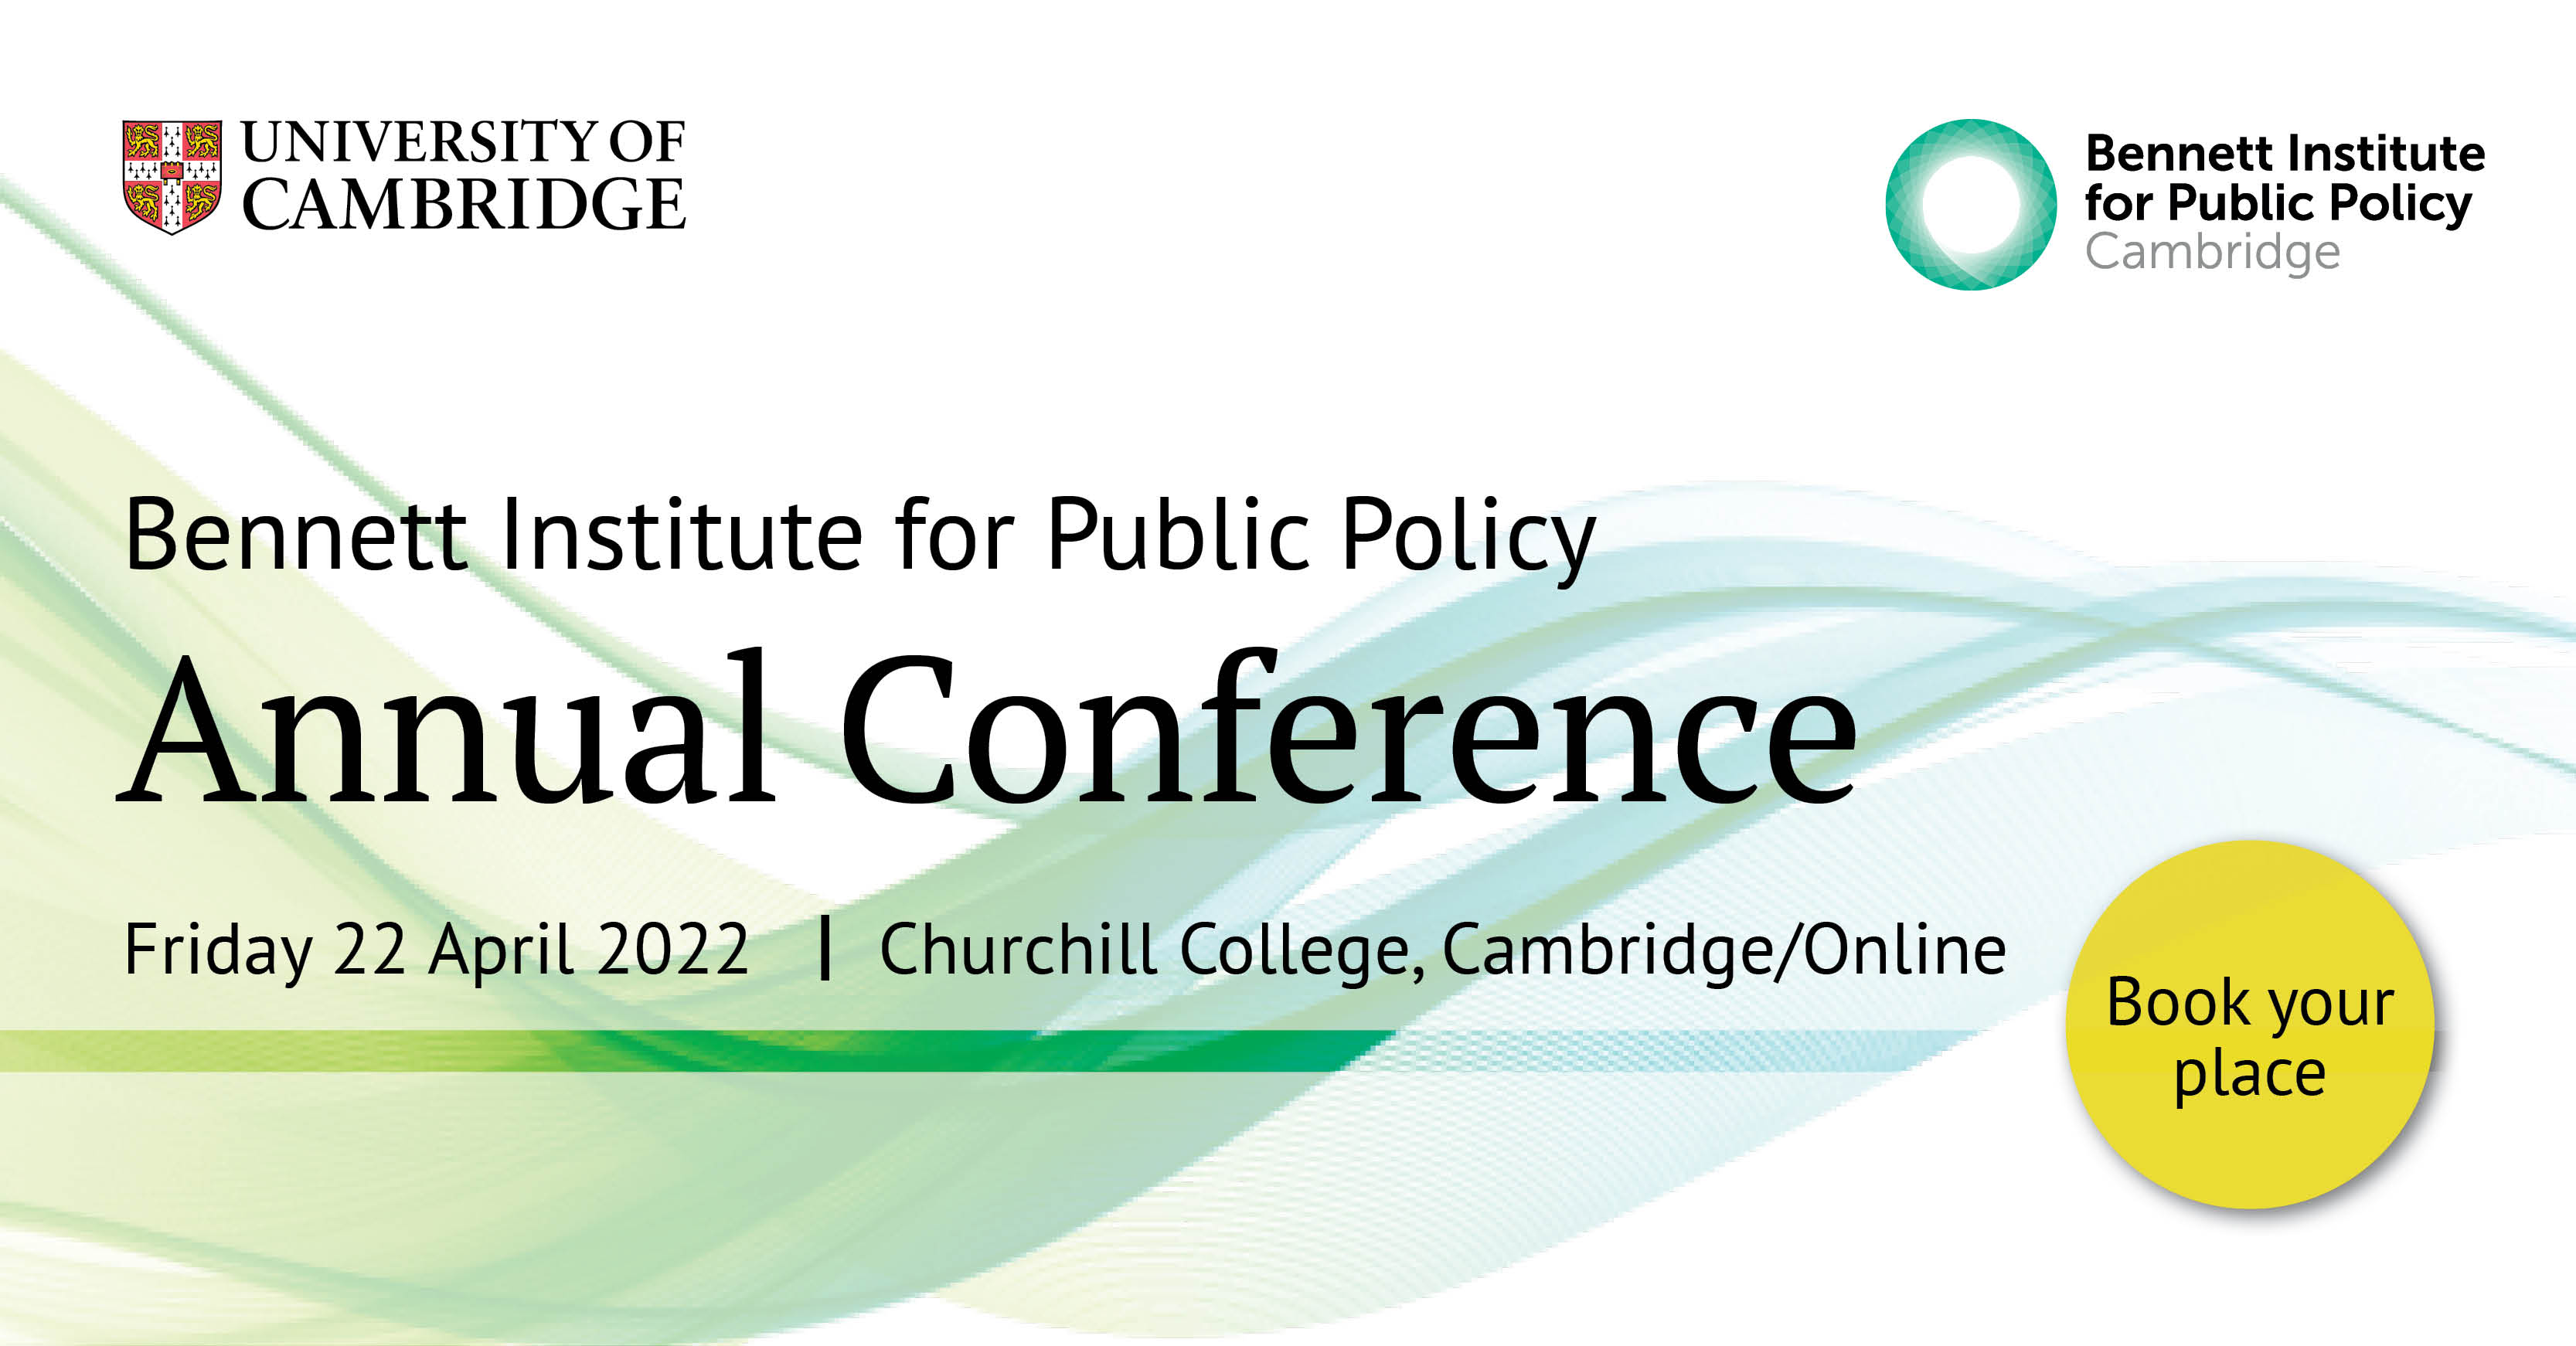 UNIVERSITY OF
CAMBRIDGE
Bennett Institute
for Public Policy
Cambridge
Bennett Institute for Public Policy
Annual Conference
Friday 22 April 2022 | Churchill College, Cambridge/Online
Book your
place